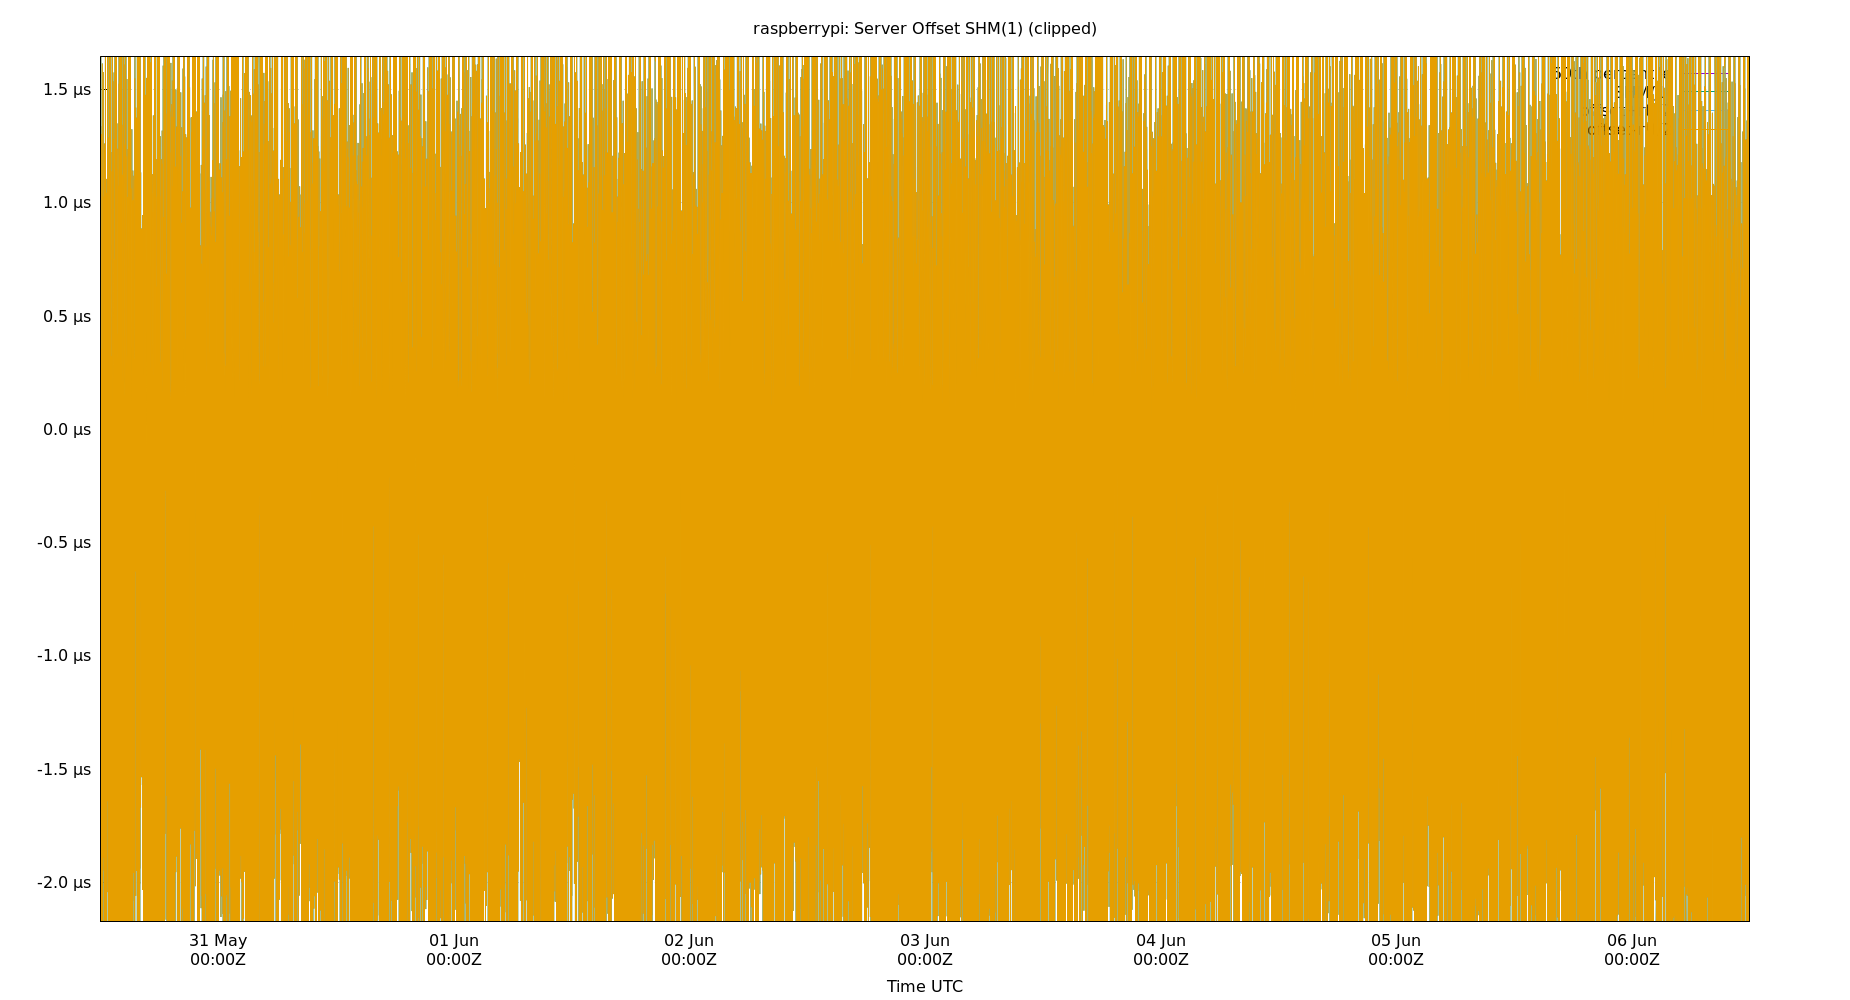 raspberrypi: Server Offset SHM(1) (clipped)
1.5 µs
1.0 µs
0.5 µs
0.0 µs
-0.5 µs
-1.0 µs
-1.5 µs
-2.0 µs
31 May 01 Jun 02 Jun 03 Jun 04 Jun 05 Jun 06 Jun
00:00Z 00:00Z 00:00Z 00:00Z 00:00Z 00:00Z 00:00Z
Time UTC